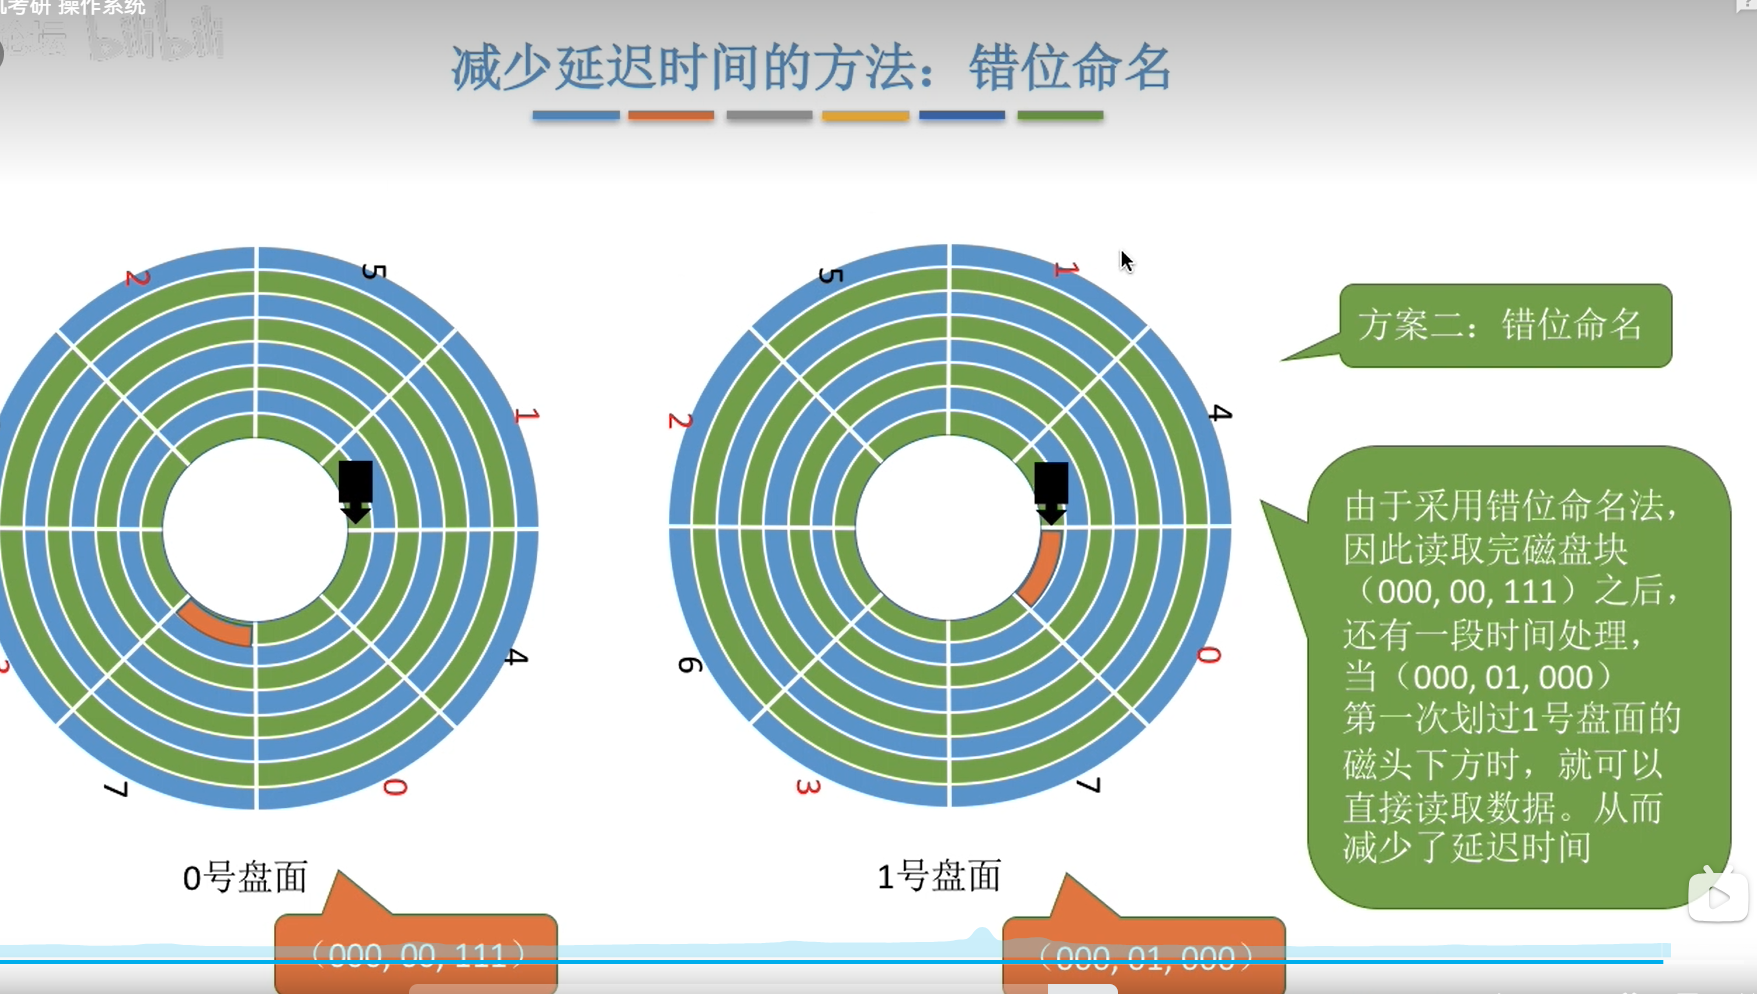 机考研 操作系统
bilibili
减少延迟时间的方法：错位命名
2
5
1
4
0
7
3
5
1
4
0
7
3
6
2
方案二：错位命名
由于采用错位命名法，
因此读取完磁盘块
（000, 00, 111）之后，
还有一段时间处理，
当（000, 01, 000）
第一次划过1号盘面的
磁头下方时，就可以
直接读取数据。从而
减少了延迟时间
0号盘面
1号盘面
（000, 00, 111）
（000, 01, 000）